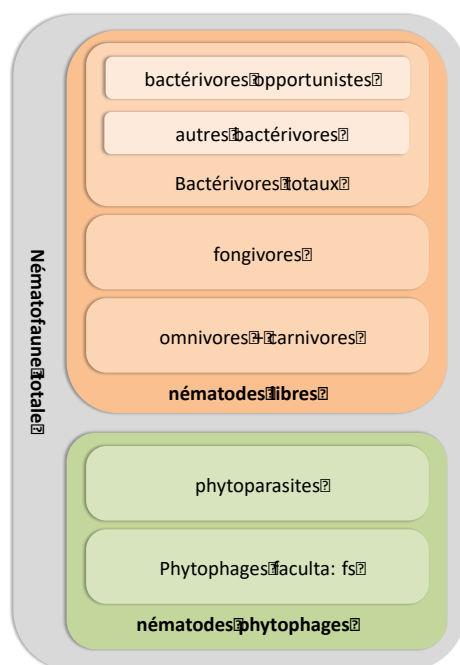 bactérivores⍰opportunistes⍰
autres⍰bactérivores⍰
Bactérivores⍰totaux⍰
fongivores⍰
omnivores⍰+⍰carnivores⍰
nématodes⍰libres⍰
Nématofaune⍰totale⍰
phytoparasites⍰
Phytophages⍰faculta: fs⍰
nématodes⍰phytophages⍰